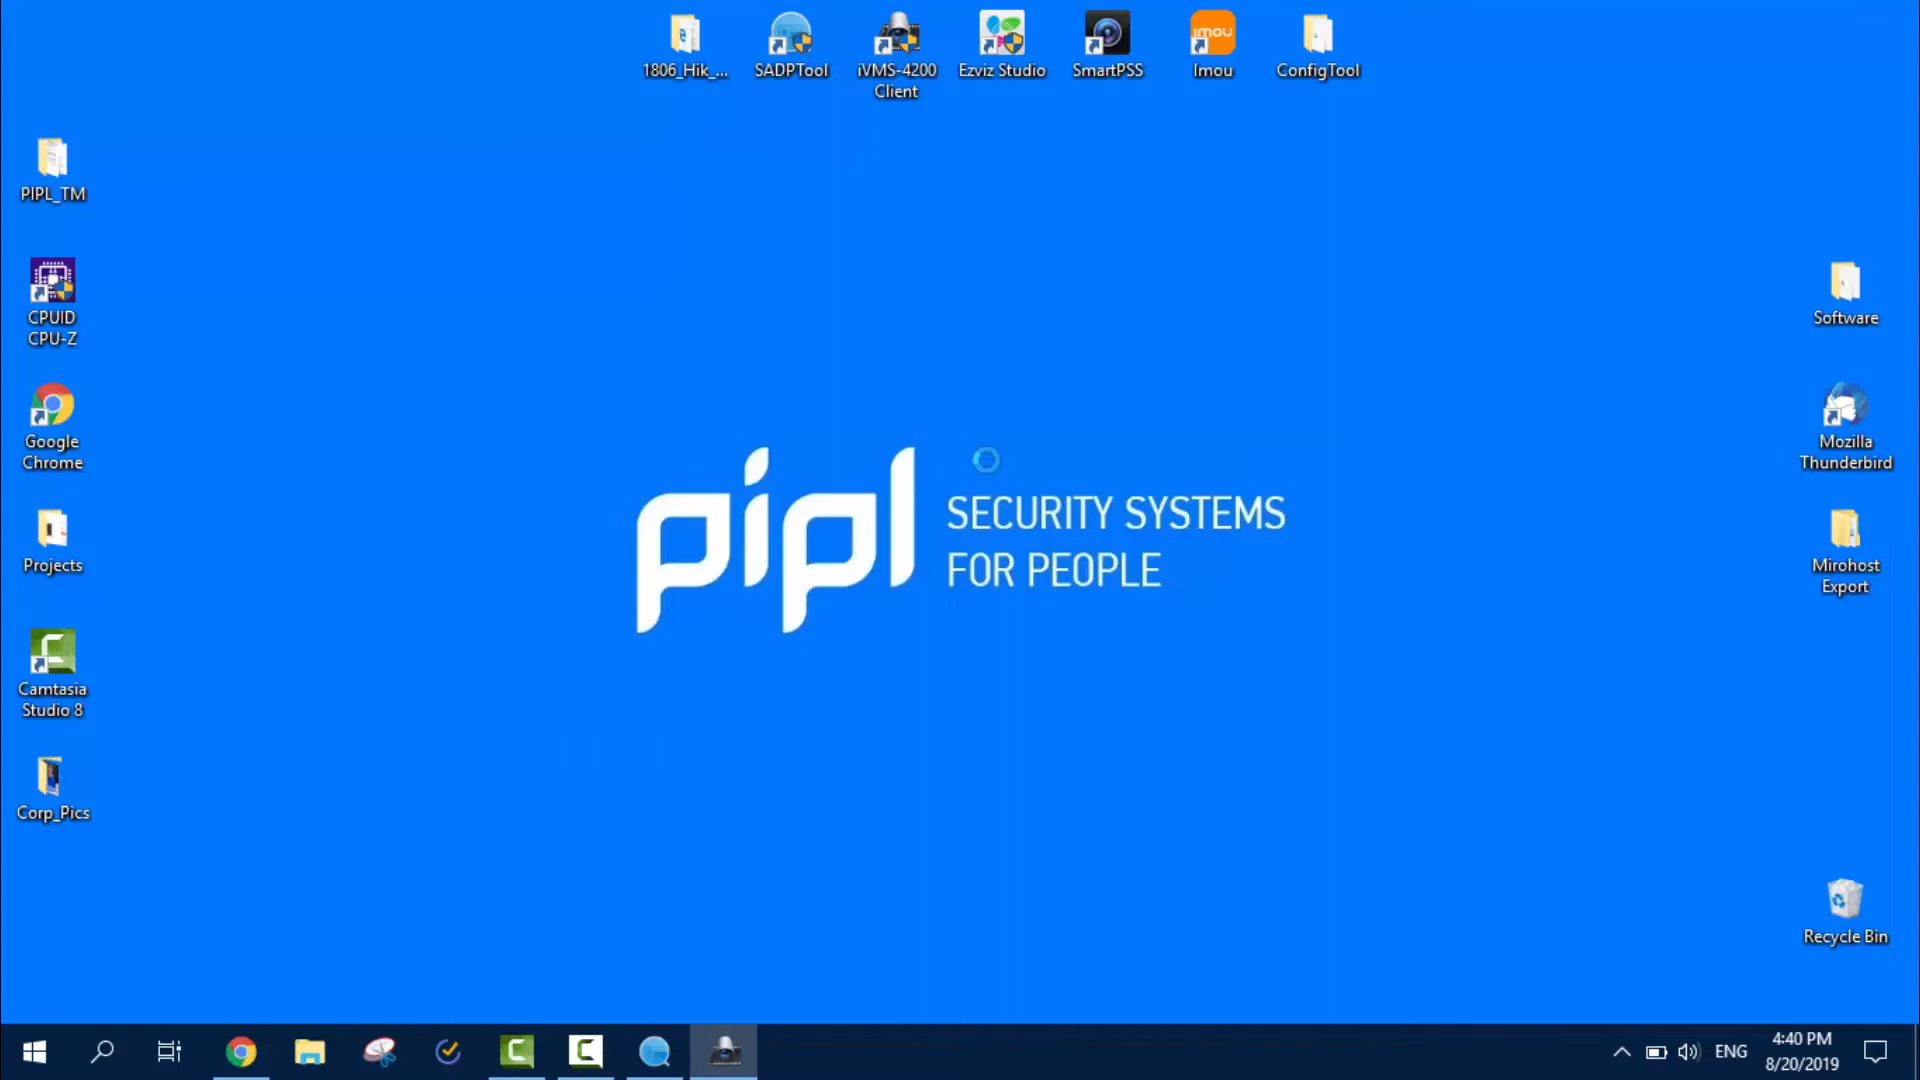 1806_Hik_...
SADPTool
iVMS-4200
Client
Ezviz Studio
SmartPSS
imou
Imou
ConfigTool
PIPL_TM
CPUID
CPU-Z
Google
Chrome
Projects
Camtasia
Studio 8
Corp_Pics
pipl
SECURITY SYSTEMS
FOR PEOPLE
Software
Mozilla
Thunderbird
Mirohost
Export
Recycle Bin
ENG
4:40 PM
8/20/2019